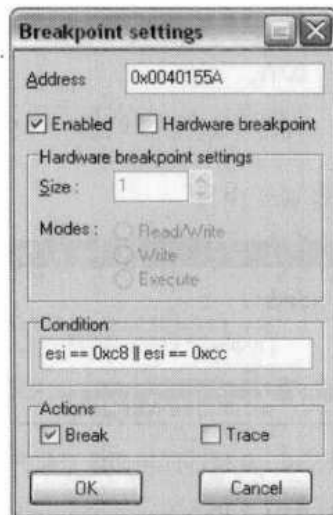 Breakpoint settings
Address 0x0040155A
Enabled Hardware breakpoint
Hardware breakpoint settings
Size : 1
Modes : Read/Write
Write
Execute
Condition
esi == 0xc8 || esi == 0xcc
Actions
Break Trace
OK Cancel